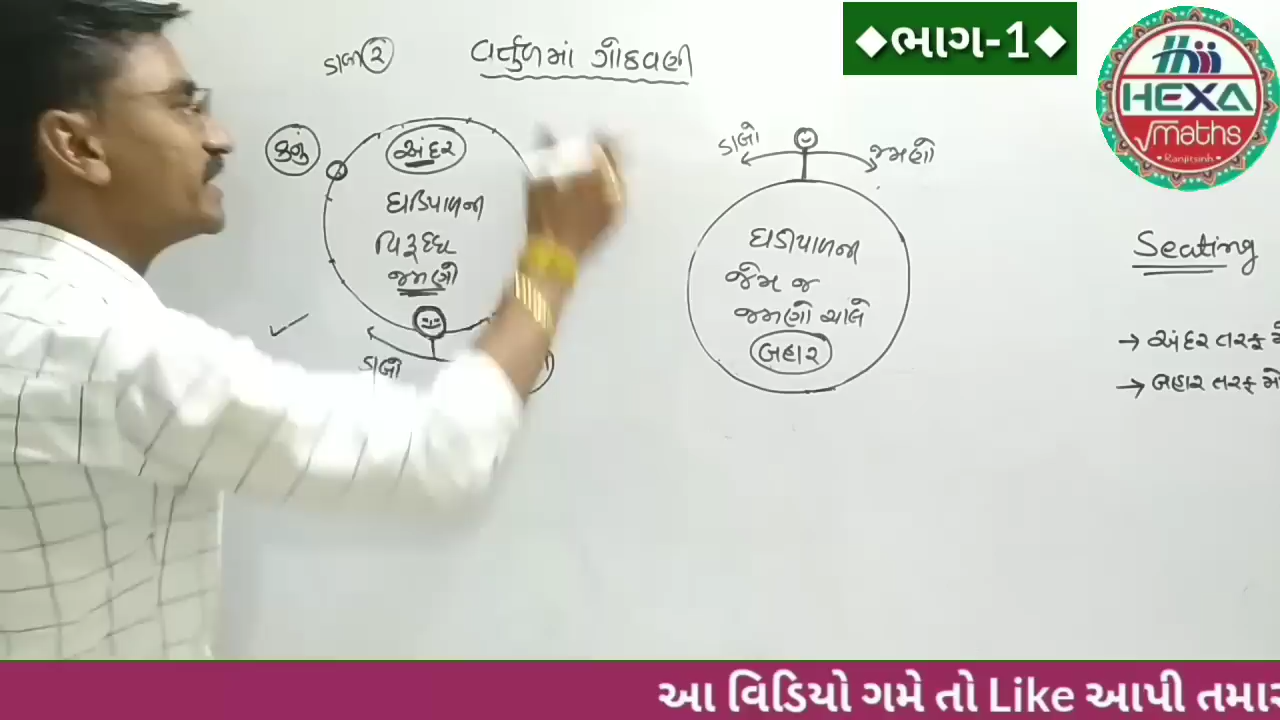 ◆ભાગ-1◆
HEXA
√maths
Ranjitsinh
ડાબા ૨
વર્તુળમાં ગોઠવણી
કનુ
અંદર
ઘડિયાળની
વિરૂધ્ધ
જમણો
ડાબો
ડાબો
જમણો
ઘડીયાળની
જેમ જ
જમણો ચાલે
બહાર
Seating
→ અંદર તરફ
→ બહાર તરફ
આ વિડિયો ગમે તો Like આપી તમાર